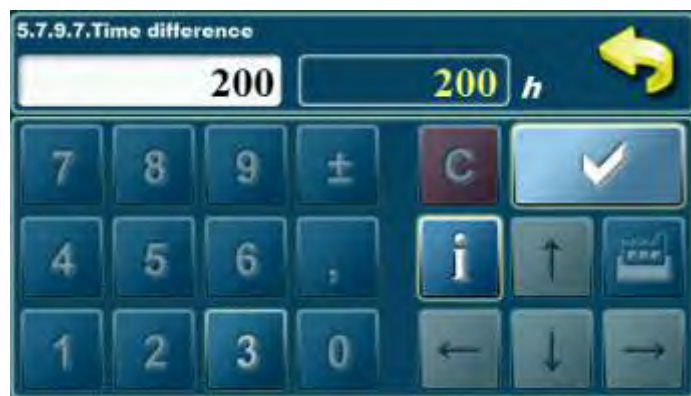 5.7.9.7.Time difference
200 200 h
7 8 9 ± C
4 5 6 , i ↑
1 2 3 0 ← ↓ →